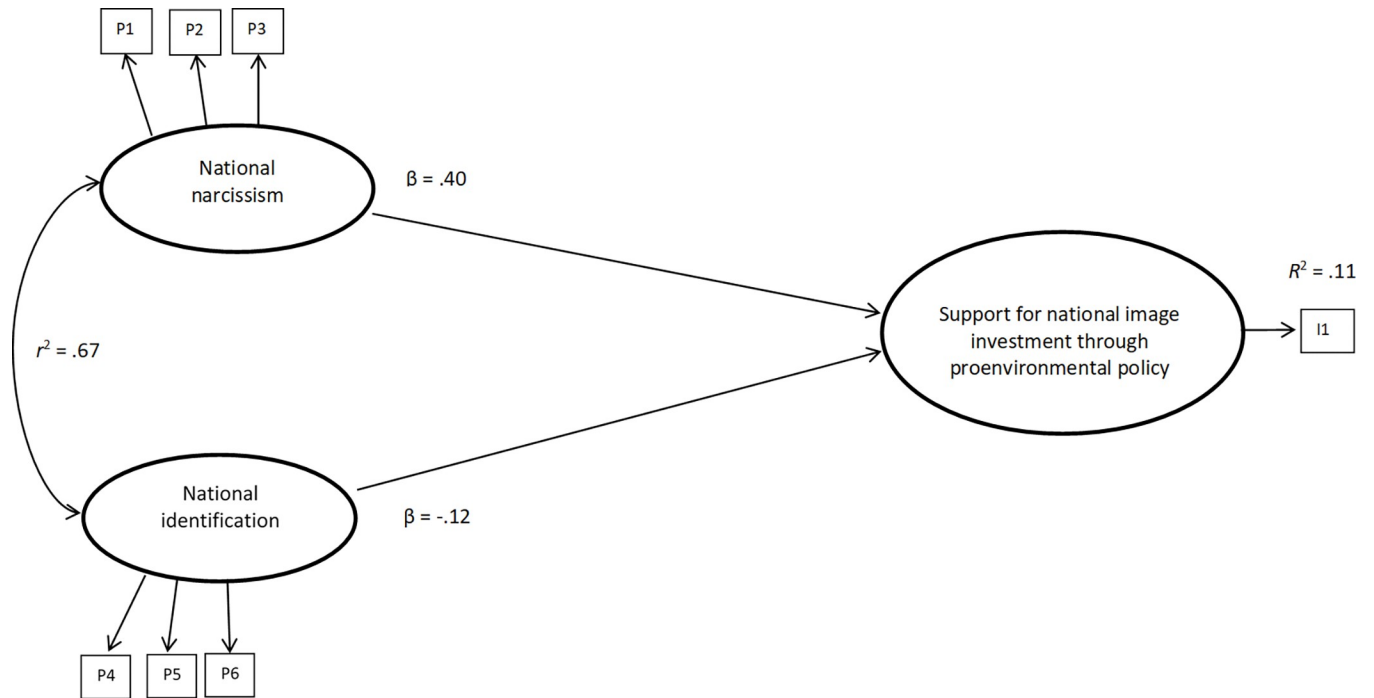 P1 P2 P3
National
narcissism
β = .40
R² = .11
Support for national image
investment through
proenvironmental policy
I1
r² = .67
National
identification
β = -.12
P4 P5 P6